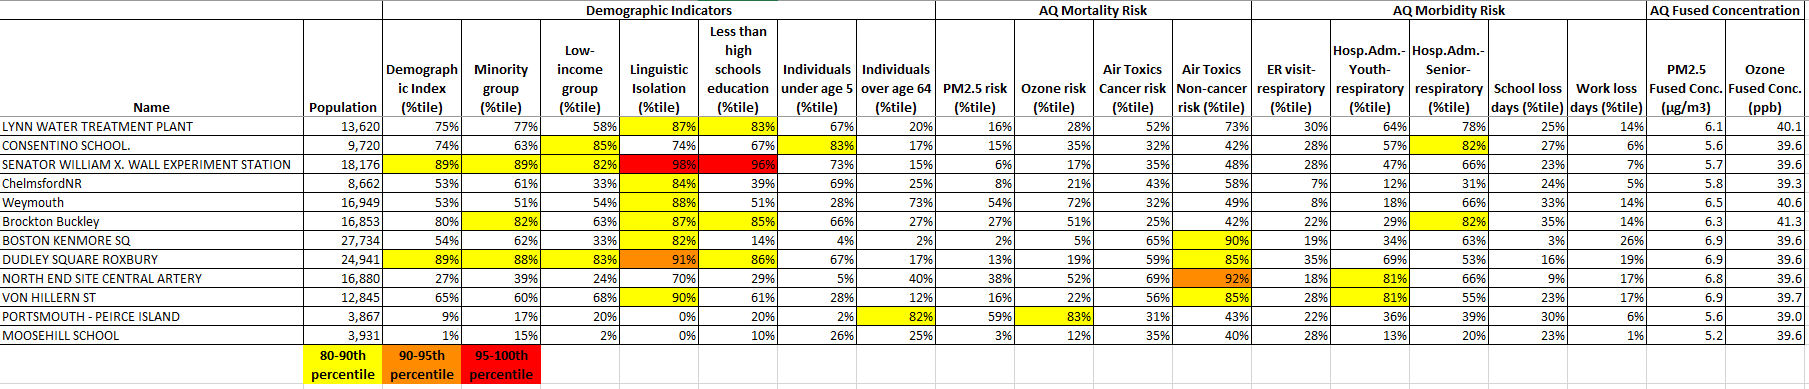 Demographic Indicators AQ Mortality Risk AQ Morbidity Risk AQ Fused Concentration
Name Population Demographic Index (%tile) Minority group (%tile) Low-income group (%tile) Linguistic Isolation (%tile) Less than high schools education (%tile) Individuals under age 5 (%tile) Individuals over age 64 (%tile) PM2.5 risk (%tile) Ozone risk (%tile) Air Toxics Cancer risk (%tile) Air Toxics Non-cancer risk (%tile) ER visit-respiratory (%tile) Hosp.Adm.-Youth-respiratory (%tile) Hosp.Adm.-Senior-respiratory (%tile) School loss days (%tile) Work loss days (%tile) PM2.5 Fused Conc. (µg/m3) Ozone Fused Conc. (ppb)
LYNN WATER TREATMENT PLANT 13,620 75% 77% 58% 87% 83% 67% 20% 16% 28% 52% 73% 30% 64% 78% 25% 14% 6.1 40.1
CONSENTINO SCHOOL. 9,720 74% 63% 85% 74% 67% 83% 17% 15% 35% 32% 42% 28% 57% 82% 27% 6% 5.6 39.6
SENATOR WILLIAM X. WALL EXPERIMENT STATION 18,176 89% 89% 82% 98% 96% 73% 15% 6% 17% 35% 48% 28% 47% 66% 23% 7% 5.7 39.6
ChelmsfordNR 8,662 53% 61% 33% 84% 39% 69% 25% 8% 21% 43% 58% 7% 12% 31% 24% 5% 5.8 39.3
Weymouth 16,949 53% 51% 54% 88% 51% 28% 73% 54% 72% 32% 49% 8% 18% 66% 33% 14% 6.5 40.6
Brockton Buckley 16,853 80% 82% 63% 87% 85% 66% 27% 27% 51% 25% 42% 22% 29% 82% 35% 14% 6.3 41.3
BOSTON KENMORE SQ 27,734 54% 62% 33% 82% 14% 4% 2% 2% 5% 65% 90% 19% 34% 63% 3% 26% 6.9 39.6
DUDLEY SQUARE ROXBURY 24,941 89% 88% 83% 91% 86% 67% 17% 13% 19% 59% 85% 35% 69% 53% 16% 19% 6.9 39.6
NORTH END SITE CENTRAL ARTERY 16,880 27% 39% 24% 70% 29% 5% 40% 38% 52% 69% 92% 18% 81% 66% 9% 17% 6.8 39.6
VON HILLERN ST 12,845 65% 60% 68% 90% 61% 28% 12% 16% 22% 56% 85% 28% 81% 55% 23% 17% 6.9 39.7
PORTSMOUTH - PEIRCE ISLAND 3,867 9% 17% 20% 0% 20% 2% 82% 59% 83% 31% 43% 22% 36% 39% 30% 6% 5.6 39.0
MOOSEHILL SCHOOL 3,931 1% 15% 2% 0% 10% 26% 25% 3% 12% 35% 40% 28% 13% 20% 23% 1% 5.2 39.6
80-90th 90-95th 95-100th
percentile percentile percentile